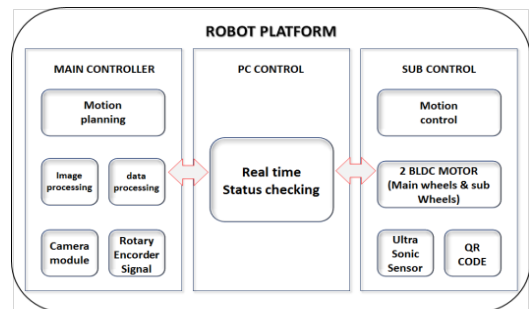 ROBOT PLATFORM
MAIN CONTROLLER
Motion
planning
Image
processing
data
processing
Camera
module
Rotary
Encorder
Signal
PC CONTROL
Real time
Status checking
SUB CONTROL
Motion
control
2 BLDC MOTOR
(Main wheels & sub
Wheels)
Ultra
Sonic
Sensor
QR
CODE